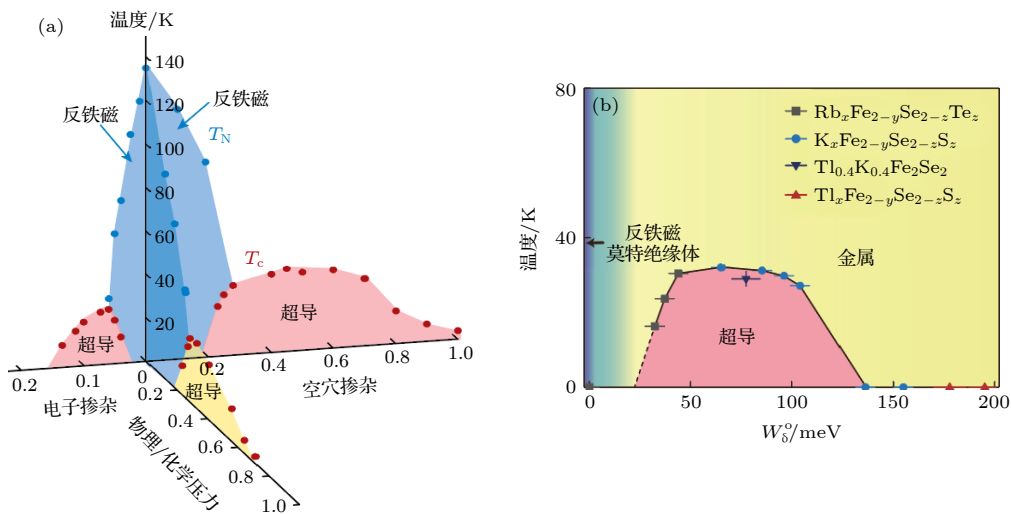 (a)
温度/K
140
120
100
80
60
40
20
0
反铁磁
反铁磁
T_N
T_c
超导
超导
超导
0.2
0.1
电子掺杂
0.2
0.4
0.6
0.8
1.0
空穴掺杂
0.2
0.4
0.6
0.8
1.0
物理/化学压力
(b)
80
40
0
温度/K
Rb_xFe_{2−y}Se_{2−z}Te_z
K_xFe_{2−y}Se_{2−z}S_z
Tl_{0.4}K_{0.4}Fe_2Se_2
Tl_xFe_{2−y}Se_{2−z}S_z
反铁磁
莫特绝缘体
金属
超导
0
50
100
150
200
W_δ^o/meV